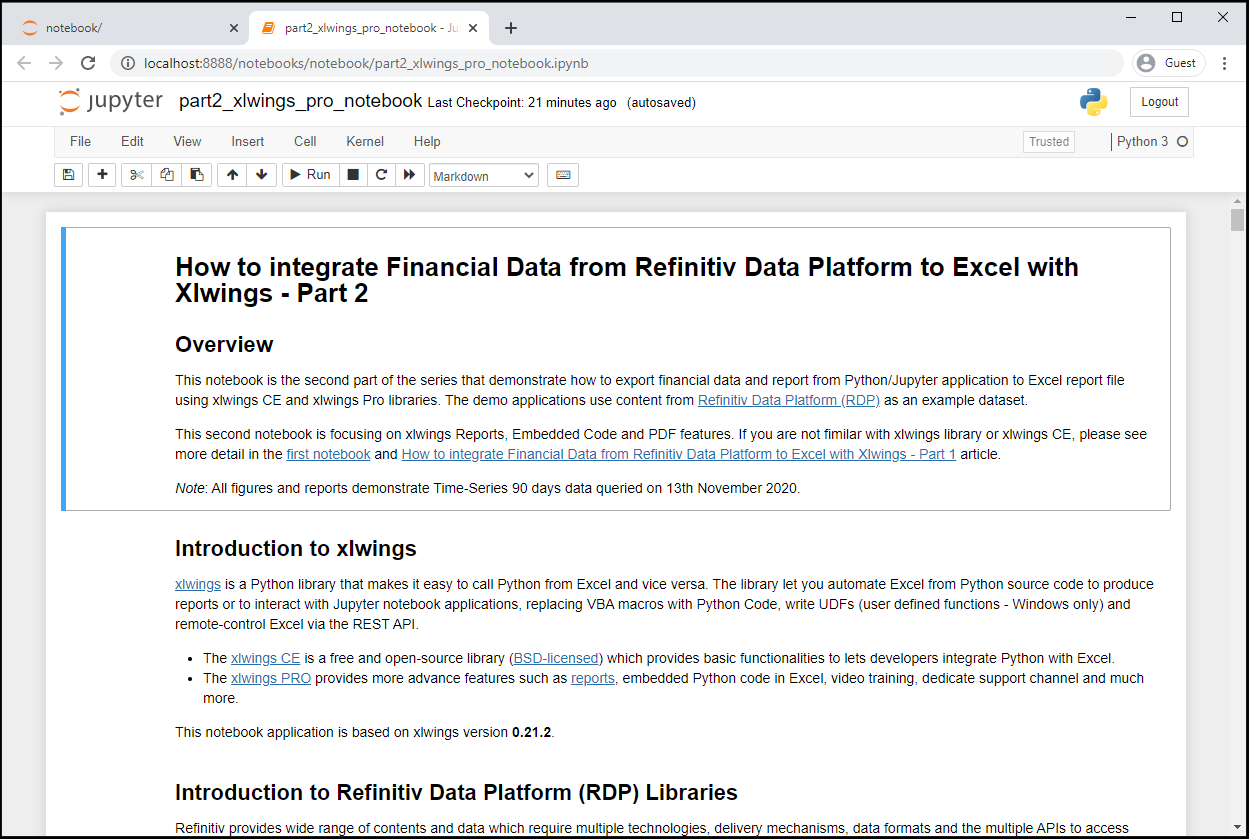 notebook/
part2_xlwings_pro_notebook - Ju
localhost:8888/notebooks/notebook/part2_xlwings_pro_notebook.ipynb
Guest
jupyter part2_xlwings_pro_notebook Last Checkpoint: 21 minutes ago (autosaved)
Logout
File Edit View Insert Cell Kernel Help
Trusted
Python 3
Run
Markdown
How to integrate Financial Data from Refinitiv Data Platform to Excel with
Xlwings - Part 2
Overview
This notebook is the second part of the series that demonstrate how to export financial data and report from Python/Jupyter application to Excel report file
using xlwings CE and xlwings Pro libraries. The demo applications use content from Refinitiv Data Platform (RDP) as an example dataset.
This second notebook is focusing on xlwings Reports, Embedded Code and PDF features. If you are not fimilar with xlwings library or xlwings CE, please see
more detail in the first notebook and How to integrate Financial Data from Refinitiv Data Platform to Excel with Xlwings - Part 1 article.
Note: All figures and reports demonstrate Time-Series 90 days data queried on 13th November 2020.
Introduction to xlwings
xlwings is a Python library that makes it easy to call Python from Excel and vice versa. The library let you automate Excel from Python source code to produce
reports or to interact with Jupyter notebook applications, replacing VBA macros with Python Code, write UDFs (user defined functions - Windows only) and
remote-control Excel via the REST API.
• The xlwings CE is a free and open-source library (BSD-licensed) which provides basic functionalities to lets developers integrate Python with Excel.
• The xlwings PRO provides more advance features such as reports, embedded Python code in Excel, video training, dedicate support channel and much
more.
This notebook application is based on xlwings version 0.21.2.
Introduction to Refinitiv Data Platform (RDP) Libraries
Refinitiv provides wide range of contents and data which require multiple technologies, delivery mechanisms, data formats and the multiple APIs to access